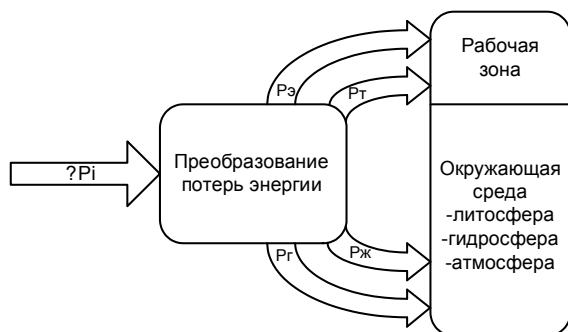 Рэ
Рт
Рабочая
зона
?Pi
Преобразование
потерь энергии
Окружающая
среда
-литосфера
-гидросфера
-атмосфера
Рг
Рж